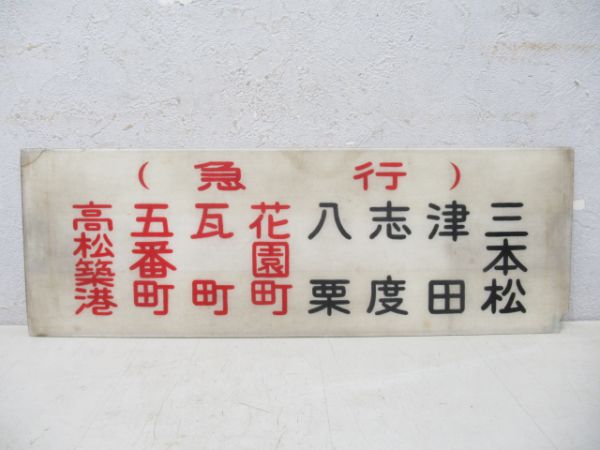 (急行)
三本松
津田
志度
八栗
花園町
瓦町
五番町
高松築港